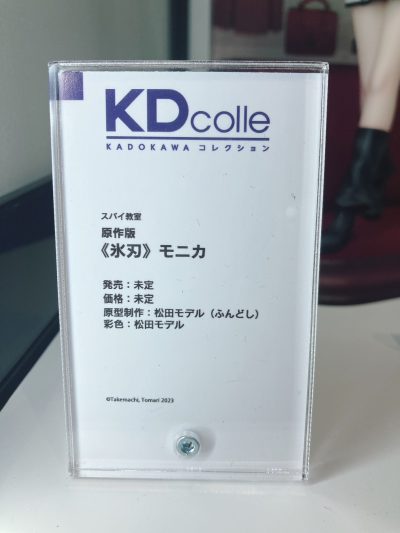 KDcolle
KADOKAWA コレクション
スパイ教室
原作版
《氷刃》モニカ
発売：未定
価格：未定
原型制作：松田モデル（ふんどし）
彩色：松田モデル
©Takemachi, Tomari 2023